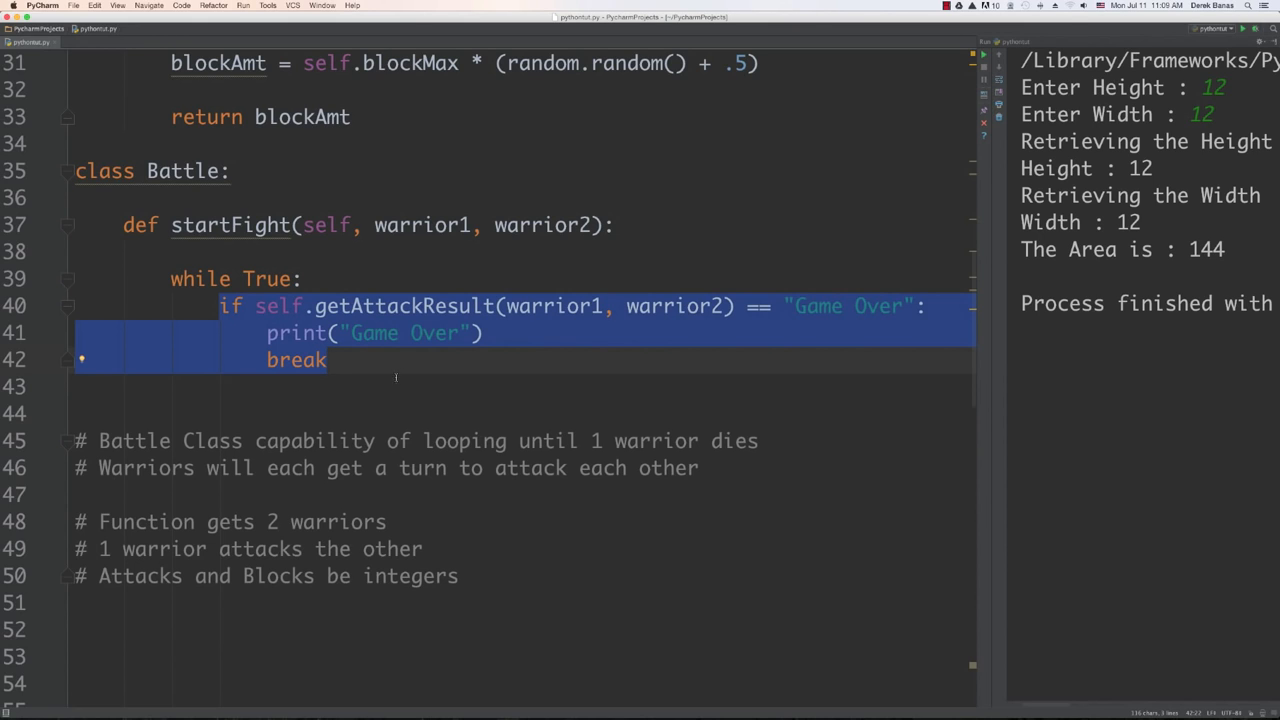 PyCharm File Edit View Navigate Code Refactor Run Tools VCS Window Help 10 Mon Jul 11 11:09 AM Derek Banas
pythontut.py - PycharmProjects - [~/PycharmProjects]
PycharmProjects pythontut.py pythontut
pythontut.py Run pythontut
31 blockAmt = self.blockMax * (random.random() + .5)
32
33 return blockAmt
34
35 class Battle:
36
37 def startFight(self, warrior1, warrior2):
38
39 while True:
40 if self.getAttackResult(warrior1, warrior2) == "Game Over":
41 print("Game Over")
42 break
43
44
45 # Battle Class capability of looping until 1 warrior dies
46 # Warriors will each get a turn to attack each other
47
48 # Function gets 2 warriors
49 # 1 warrior attacks the other
50 # Attacks and Blocks be integers
51
52
53
54
/Library/Frameworks/Py
Enter Height : 12
Enter Width : 12
Retrieving the Height
Height : 12
Retrieving the Width
Width : 12
The Area is : 144
Process finished with
116 chars, 3 lines 42:22 LF÷ UTF-8